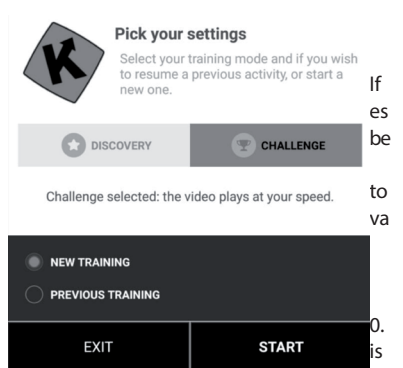 Pick your settings
Select your training mode and if you wish
to resume a previous activity, or start a
new one.
If
es
be
DISCOVERY
CHALLENGE
Challenge selected: the video plays at your speed.
to
va
NEW TRAINING
PREVIOUS TRAINING
0.
EXIT
START
is